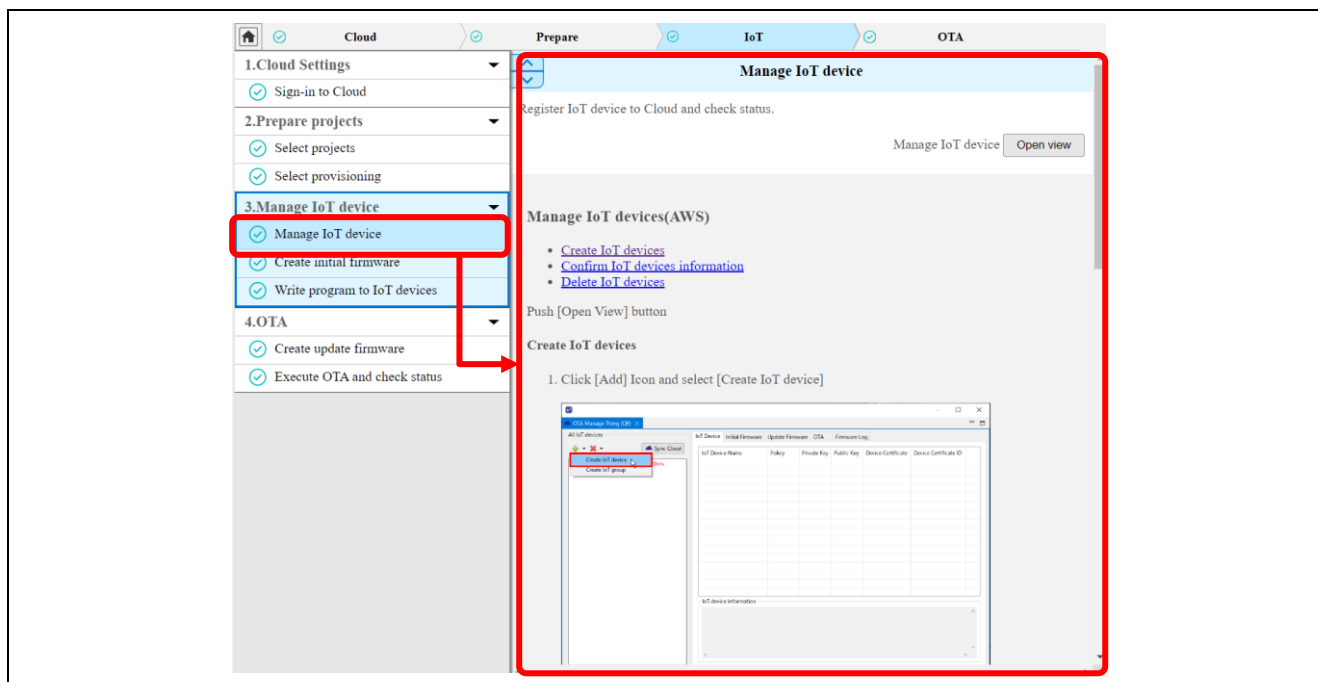 Cloud
Prepare
IoT
OTA
1.Cloud Settings
Sign-in to Cloud
2.Prepare projects
Select projects
Select provisioning
3.Manage IoT device
Manage IoT device
Create initial firmware
Write program to IoT devices
4.OTA
Create update firmware
Execute OTA and check status
Manage IoT device
Register IoT device to Cloud and check status.
Manage IoT device Open view
Manage IoT devices(AWS)
• Create IoT devices
• Confirm IoT devices information
• Delete IoT devices
Push [Open View] button
Create IoT devices
1. Click [Add] Icon and select [Create IoT device]
OTA Manage Thing (QE)
All IoT devices
Sync Cloud
Create IoT device
Create IoT group
IoT Device Initial Firmware Update Firmware OTA Firmware Log
IoT Device Name Policy Private Key Public Key Device Certificate Device Certificate ID
IoT device information